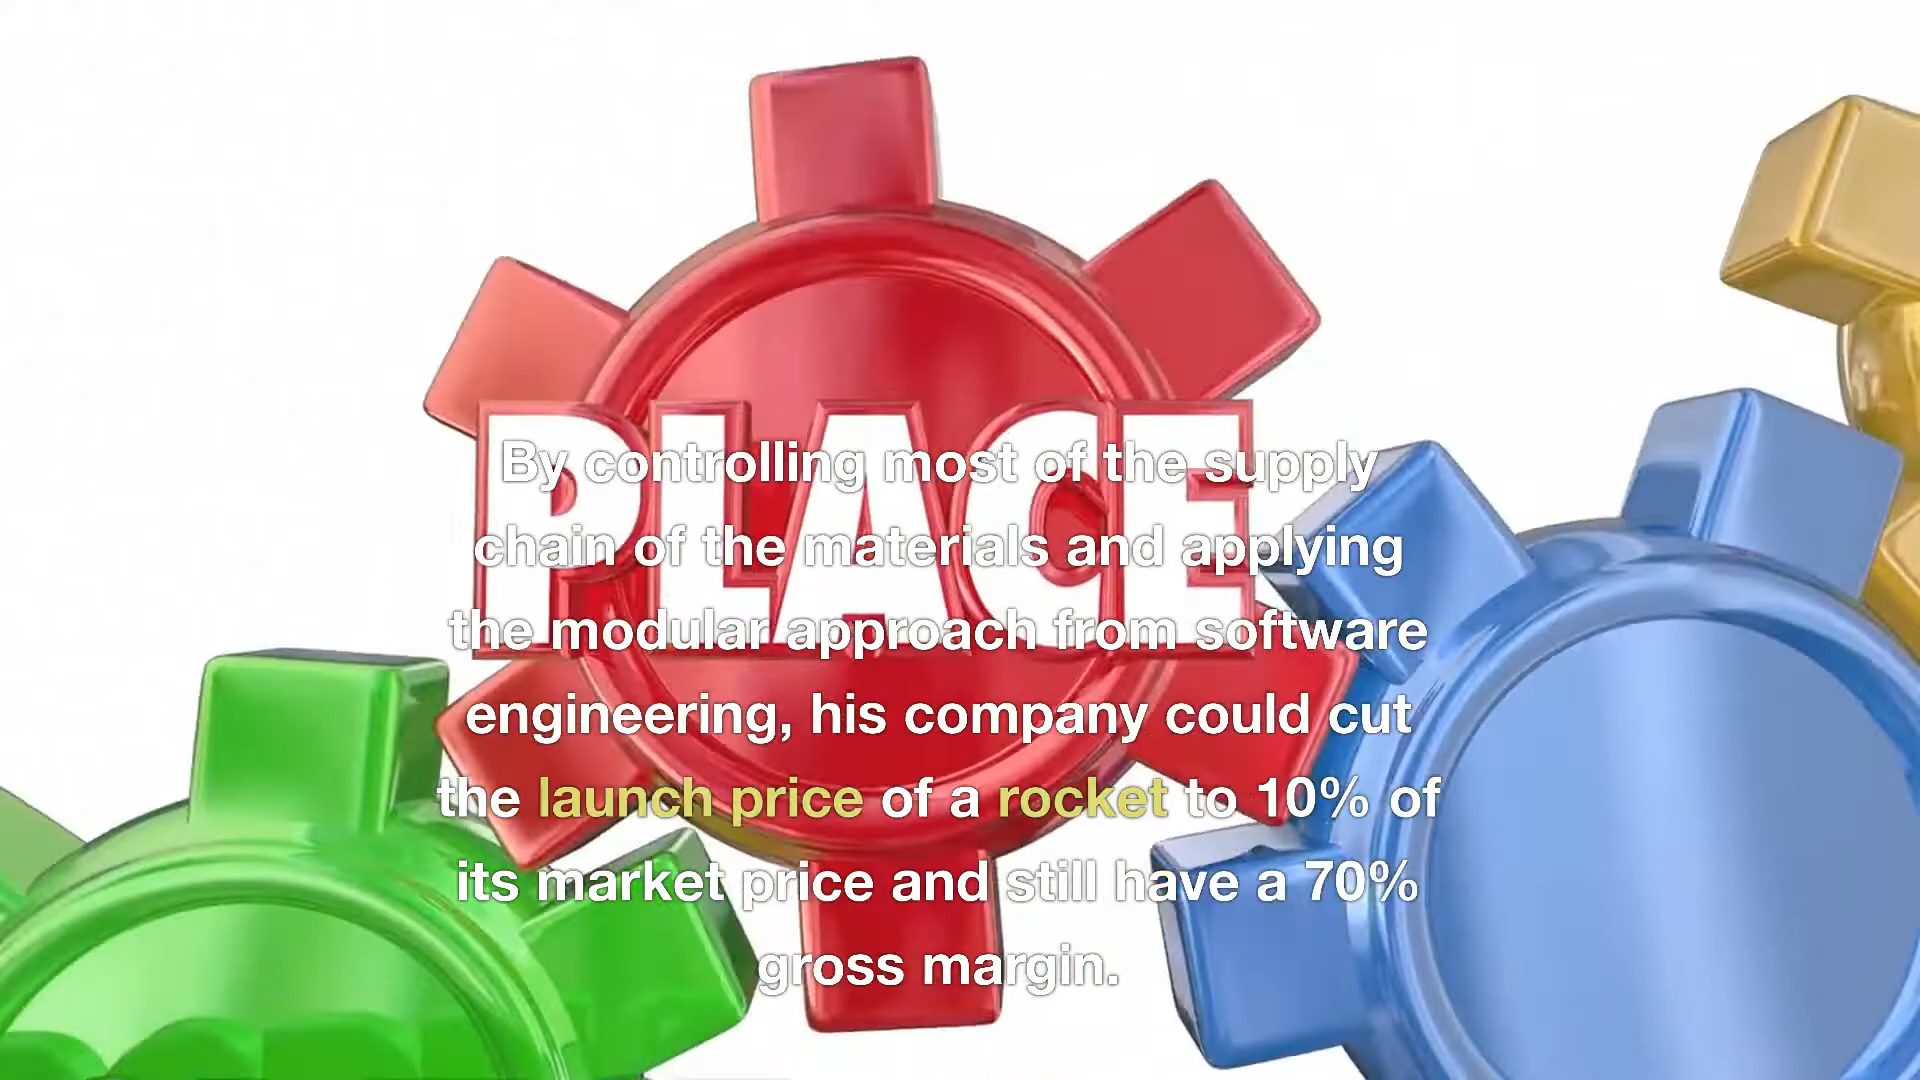 PLACE
By controlling most of the supply
chain of the materials and applying
the modular approach from software
engineering, his company could cut
the launch price of a rocket to 10% of
its market price and still have a 70%
gross margin.